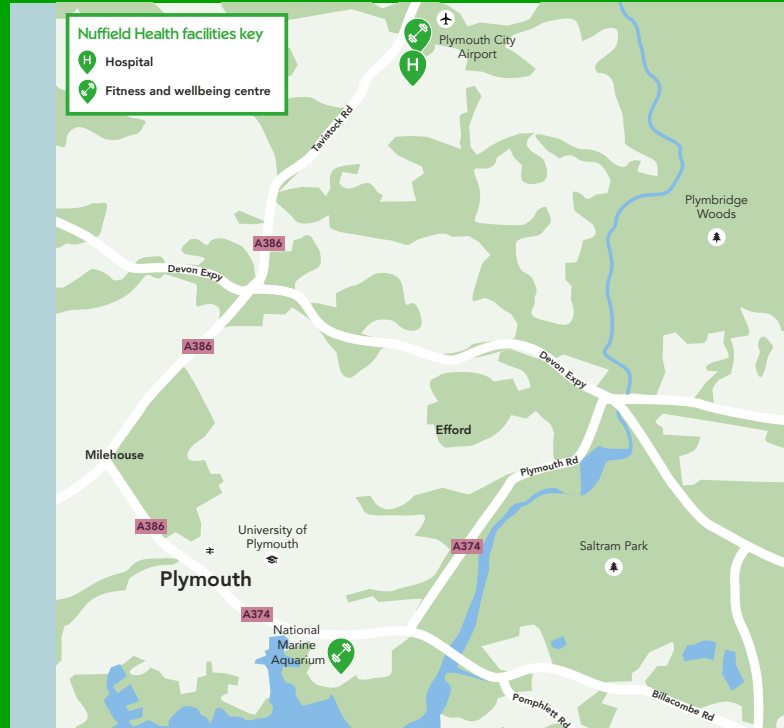 Nuffield Health facilities key
H Hospital
Fitness and wellbeing centre
H
Plymouth City
Airport
Tavistock Rd
Plymbridge
Woods
A386
Devon Expy
A386
Devon Expy
Efford
Milehouse
Plymouth Rd
A386
University of
Plymouth
A374
Saltram Park
Plymouth
A374
National
Marine
Aquarium
Pomphlett Rd
Billacombe Rd